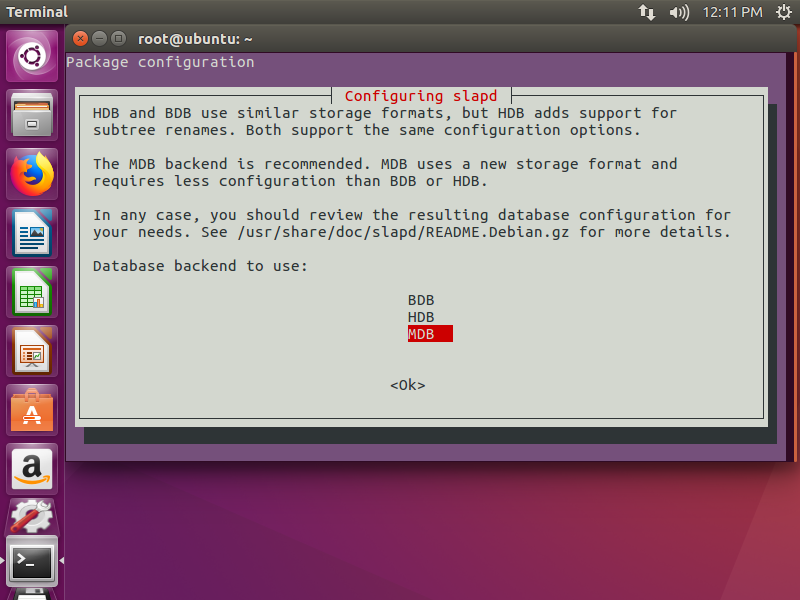 Terminal
12:11 PM
root@ubuntu: ~
Package configuration
Configuring slapd
HDB and BDB use similar storage formats, but HDB adds support for
subtree renames. Both support the same configuration options.
The MDB backend is recommended. MDB uses a new storage format and
requires less configuration than BDB or HDB.
In any case, you should review the resulting database configuration for
your needs. See /usr/share/doc/slapd/README.Debian.gz for more details.
Database backend to use:
BDB
HDB
MDB
<Ok>